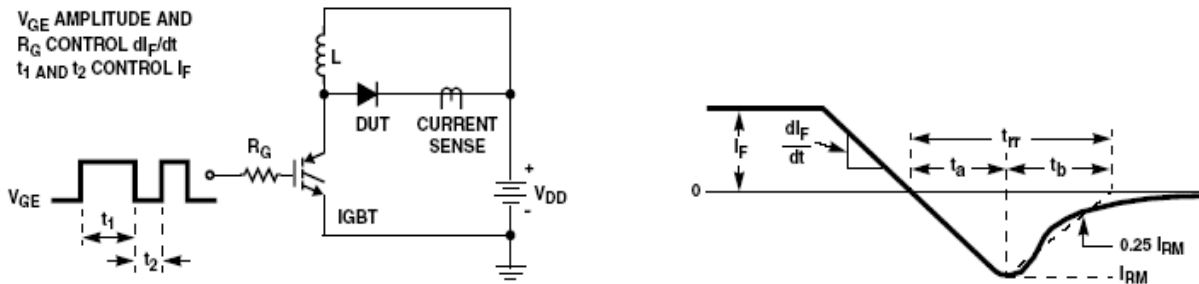 V_GE AMPLITUDE AND
R_G CONTROL dI_F/dt
t_1 AND t_2 CONTROL I_F
L
DUT
CURRENT
SENSE
R_G
+
V_DD
-
V_GE
IGBT
t_1
t_2
I_F
dI_F
dt
t_rr
t_a
t_b
0
0.25 I_RM
I_RM